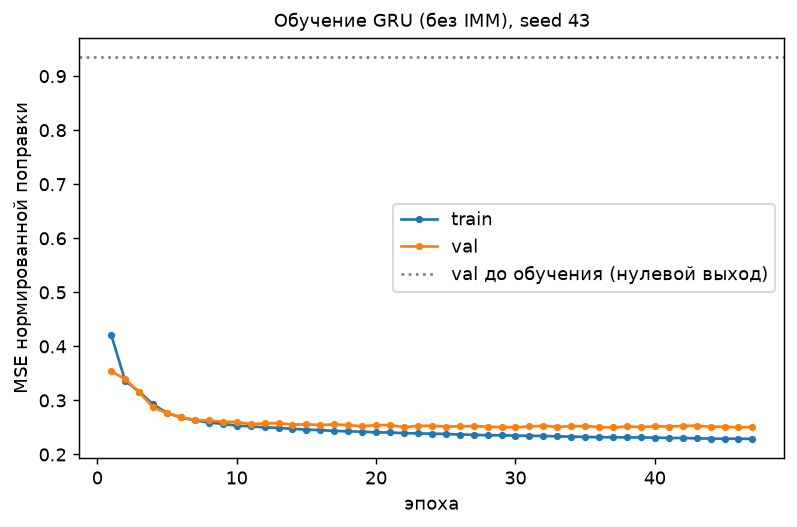 Обучение GRU (без IMM), seed 43
MSE нормированной поправки
0.9
0.8
0.7
0.6
0.5
0.4
0.3
0.2
train
val
val до обучения (нулевой выход)
0 10 20 30 40
эпоха